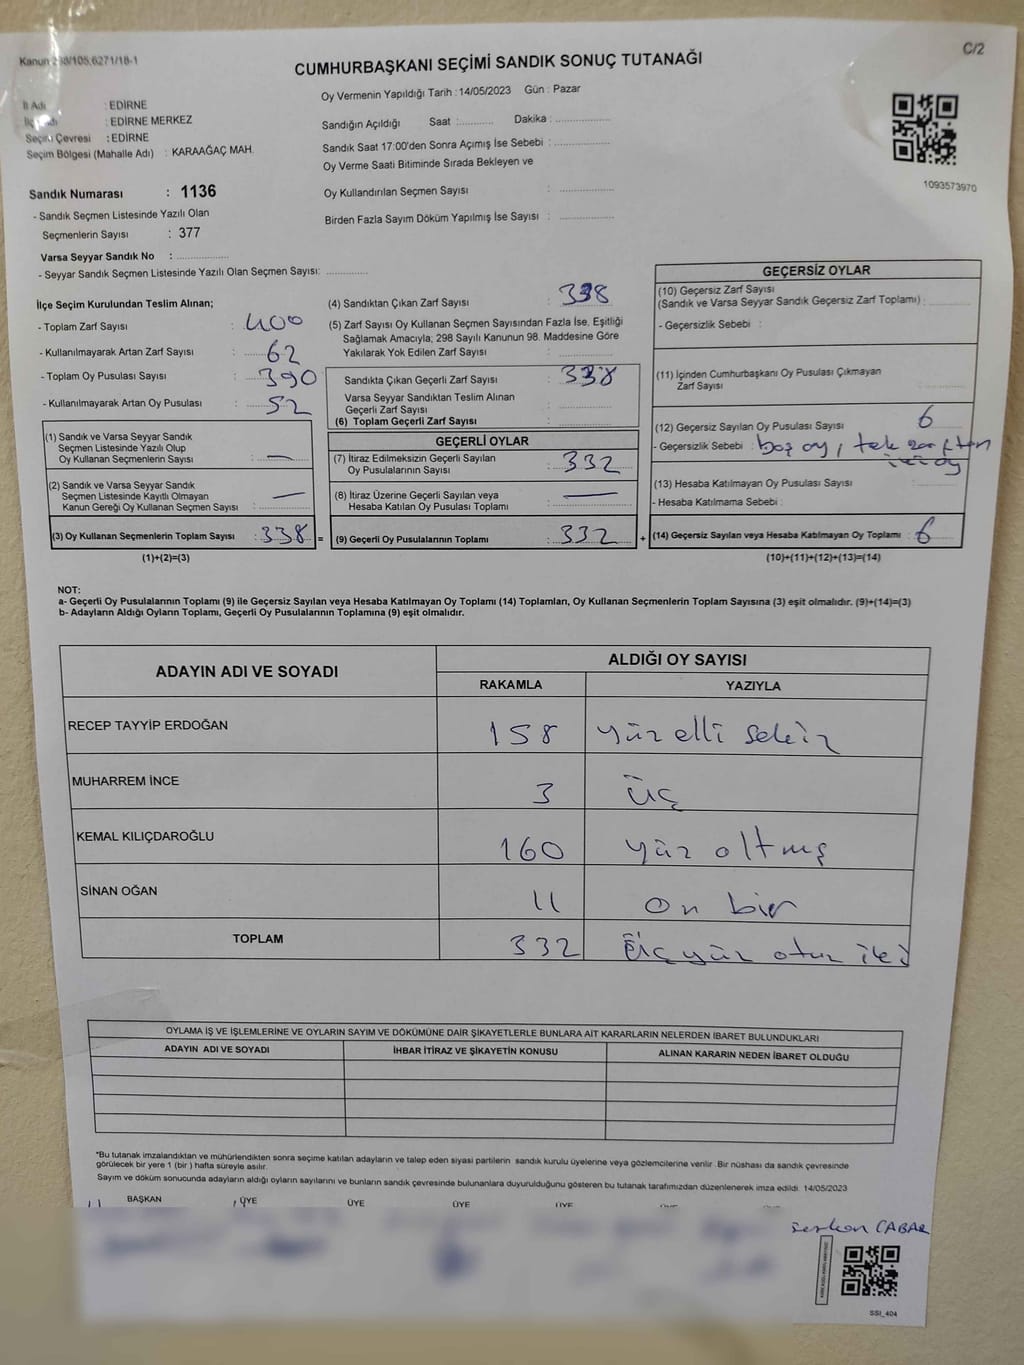 Kanun 298/105,6271/18-1
C/2
CUMHURBAŞKANI SEÇİMİ SANDIK SONUÇ TUTANAĞI
Oy Vermenin Yapıldığı Tarih : 14/05/2023 Gün : Pazar
İl Adı : EDİRNE
: EDİRNE MERKEZ
Seçim Çevresi : EDİRNE
Seçim Bölgesi (Mahalle Adı) : KARAAĞAÇ MAH.
Sandığın Açıldığı Saat :........... Dakika :...............
Sandık Saat 17:00'den Sonra Açımış İse Sebebi :...............
Oy Verme Saati Bitiminde Sırada Bekleyen ve
Oy Kullandırılan Seçmen Sayısı :...............
Birden Fazla Sayım Döküm Yapılmış İse Sayısı :...............
1093573970
Sandık Numarası : 1136
- Sandık Seçmen Listesinde Yazılı Olan
Seçmenlerin Sayısı : 377
Varsa Seyyar Sandık No :...............
- Seyyar Sandık Seçmen Listesinde Yazılı Olan Seçmen Sayısı: ............
İlçe Seçim Kurulundan Teslim Alınan;
- Toplam Zarf Sayısı : 400
- Kullanılmayarak Artan Zarf Sayısı : 62
- Toplam Oy Pusulası Sayısı : 390
- Kullanılmayarak Artan Oy Pusulası : 52
(1) Sandık ve Varsa Seyyar Sandık
Seçmen Listesinde Yazılı Olup
Oy Kullanan Seçmenlerin Sayısı : —
(2) Sandık ve Varsa Seyyar Sandık
Seçmen Listesinde Kayıtlı Olmayan
Kanun Gereği Oy Kullanan Seçmen Sayısı : —
(3) Oy Kullanan Seçmenlerin Toplam Sayısı : 338 =
(1)+(2)=(3)
(4) Sandıktan Çıkan Zarf Sayısı : 338
(5) Zarf Sayısı Oy Kullanan Seçmen Sayısından Fazla İse, Eşitliği
Sağlamak Amacıyla; 298 Sayılı Kanunun 98. Maddesine Göre
Yakılarak Yok Edilen Zarf Sayısı :...............
Sandıkta Çıkan Geçerli Zarf Sayısı : 338
Varsa Seyyar Sandıktan Teslim Alınan
Geçerli Zarf Sayısı :...............
(6) Toplam Geçerli Zarf Sayısı :...............
GEÇERLİ OYLAR
(7) İtiraz Edilmeksizin Geçerli Sayılan
Oy Pusulalarının Sayısı : 332
(8) İtiraz Üzerine Geçerli Sayılan veya
Hesaba Katılan Oy Pusulası Toplamı : —
(9) Geçerli Oy Pusulalarının Toplamı : 332 +
GEÇERSİZ OYLAR
(10) Geçersiz Zarf Sayısı
(Sandık ve Varsa Seyyar Sandık Geçersiz Zarf Toplamı) :............
- Geçersizlik Sebebi :
(11) İçinden Cumhurbaşkanı Oy Pusulası Çıkmayan
Zarf Sayısı :............
(12) Geçersiz Sayılan Oy Pusulası Sayısı : 6
- Geçersizlik Sebebi : boş oy, tek zarftan
iki oy
(13) Hesaba Katılmayan Oy Pusulası Sayısı :............
- Hesaba Katılmama Sebebi :
(14) Geçersiz Sayılan veya Hesaba Katılmayan Oy Toplamı : 6
(10)+(11)+(12)+(13)=(14)
NOT:
a- Geçerli Oy Pusulalarının Toplamı (9) ile Geçersiz Sayılan veya Hesaba Katılmayan Oy Toplamı (14) Toplamları, Oy Kullanan Seçmenlerin Toplam Sayısına (3) eşit olmalıdır. (9)+(14)=(3)
b- Adayların Aldığı Oyların Toplamı, Geçerli Oy Pusulalarının Toplamına (9) eşit olmalıdır.
ADAYIN ADI VE SOYADI
ALDIĞI OY SAYISI
RAKAMLA YAZIYLA
RECEP TAYYİP ERDOĞAN 158 yüz elli sekiz
MUHARREM İNCE 3 üç
KEMAL KILIÇDAROĞLU 160 yüz altmış
SİNAN OĞAN 11 on bir
TOPLAM 332 üç yüz otuz iki
OYLAMA İŞ VE İŞLEMLERİNE VE OYLARIN SAYIM VE DÖKÜMÜNE DAİR ŞİKAYETLERLE BUNLARA AİT KARARLARIN NELERDEN İBARET BULUNDUKLARI
ADAYIN ADI VE SOYADI İHBAR İTİRAZ VE ŞİKAYETİN KONUSU ALINAN KARARIN NEDEN İBARET OLDUĞU
*Bu tutanak imzalandıktan ve mühürlendikten sonra seçime katılan adayların ve talep eden siyasi partilerin sandık kurulu üyelerine veya gözlemcilerine verilir. Bir nüshası da sandık çevresinde
görülecek bir yere 1 (bir) hafta süreyle asılır.
Sayım ve döküm sonucunda adayların aldığı oyların sayılarını ve bunların sandık çevresinde bulunanlara duyurulduğunu gösteren bu tutanak tarafımızdan düzenlenerek imza edildi. 14/05/2023
BAŞKAN ÜYE ÜYE ÜYE ÜYE ÜYE
Serkan CABAR
SSI_404